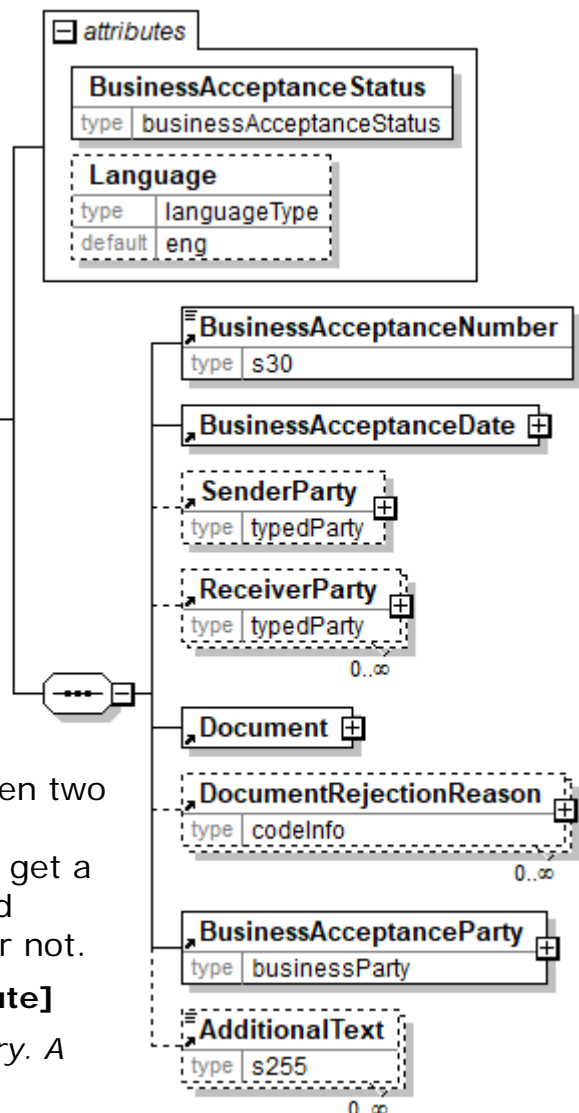 attributes
BusinessAcceptanceStatus
type businessAcceptanceStatus
Language
type languageType
default eng
BusinessAcceptanceNumber
type s30
BusinessAcceptanceDate
SenderParty
type typedParty
ReceiverParty
type typedParty
0..∞
Document
en two
DocumentRejectionReason
type codeInfo
0..∞
get a
d
r not.
BusinessAcceptanceParty
type businessParty
ute]
ry. A
AdditionalText
type s255
0..∞